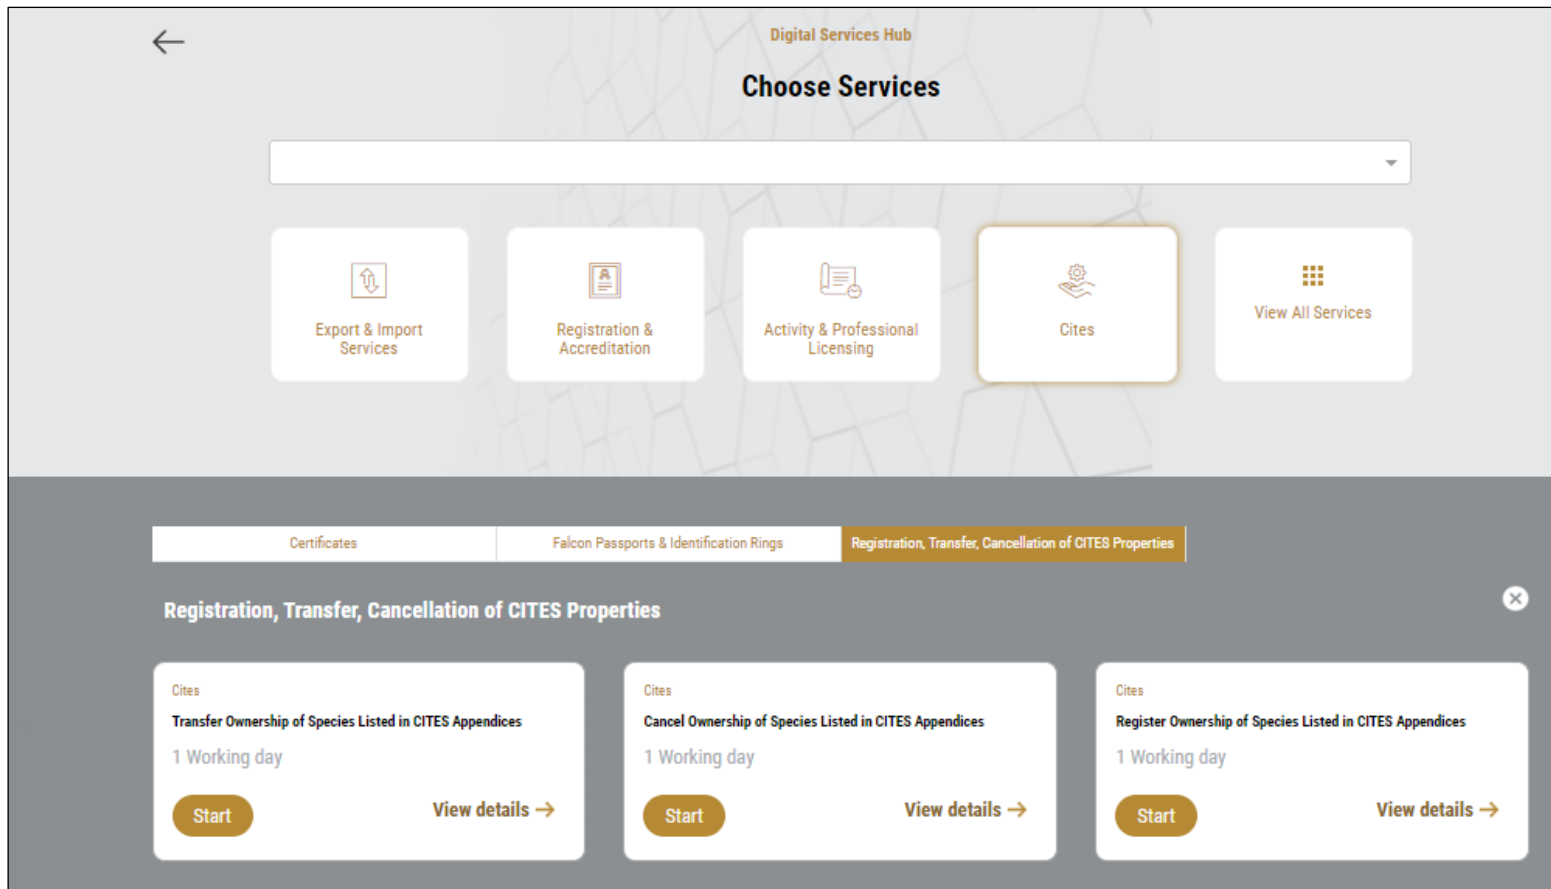 Digital Services Hub
Choose Services
Export & Import
Services
Registration &
Accreditation
Activity & Professional
Licensing
Cites
View All Services
Certificates
Falcon Passports & Identification Rings
Registration, Transfer, Cancellation of CITES Properties
Registration, Transfer, Cancellation of CITES Properties
Cites
Transfer Ownership of Species Listed in CITES Appendices
1 Working day
Start
View details
Cites
Cancel Ownership of Species Listed in CITES Appendices
1 Working day
Start
View details
Cites
Register Ownership of Species Listed in CITES Appendices
1 Working day
Start
View details